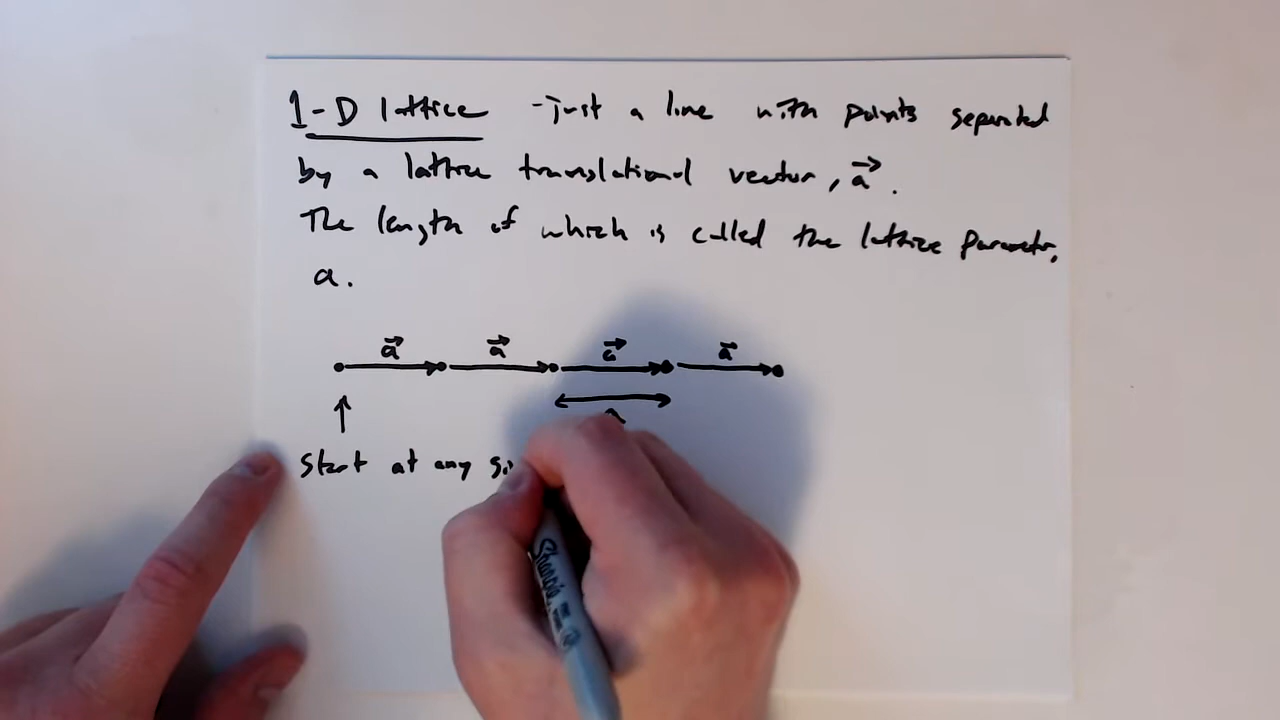 1-D lattice - just a line with points separated
by a lattice translational vector, a⃗.
The length of which is called the lattice parameter,
a.
a⃗ a⃗ a⃗ a⃗
a
Start at any
Sharpie